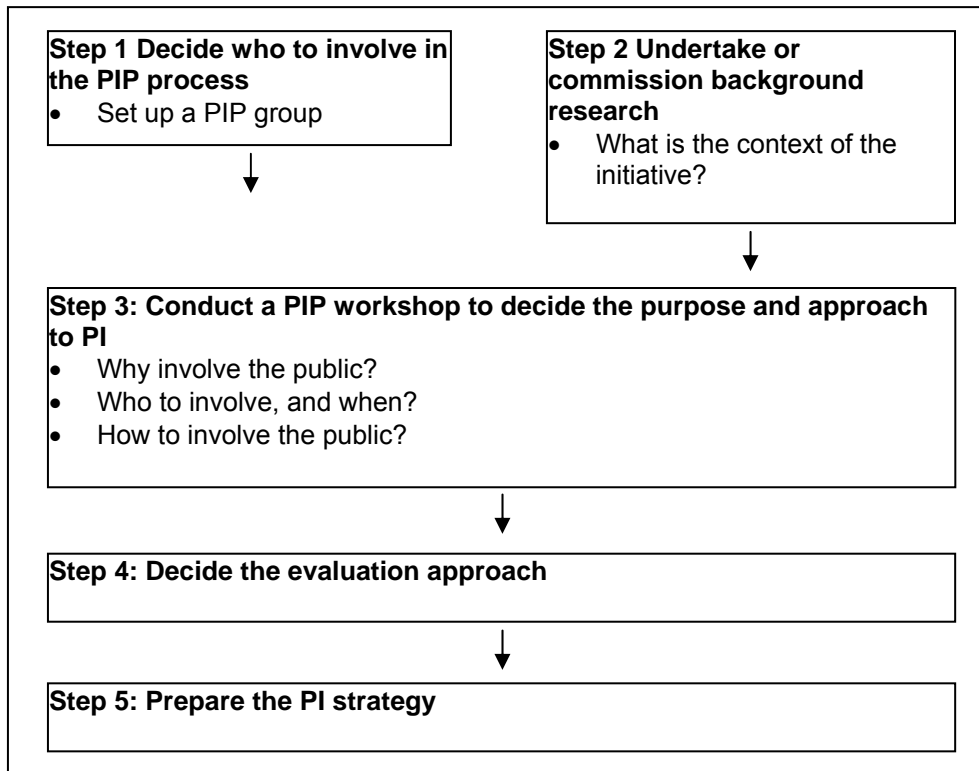 Step 1 Decide who to involve in
the PIP process
• Set up a PIP group
Step 2 Undertake or
commission background
research
• What is the context of the
initiative?
Step 3: Conduct a PIP workshop to decide the purpose and approach
to PI
• Why involve the public?
• Who to involve, and when?
• How to involve the public?
Step 4: Decide the evaluation approach
Step 5: Prepare the PI strategy